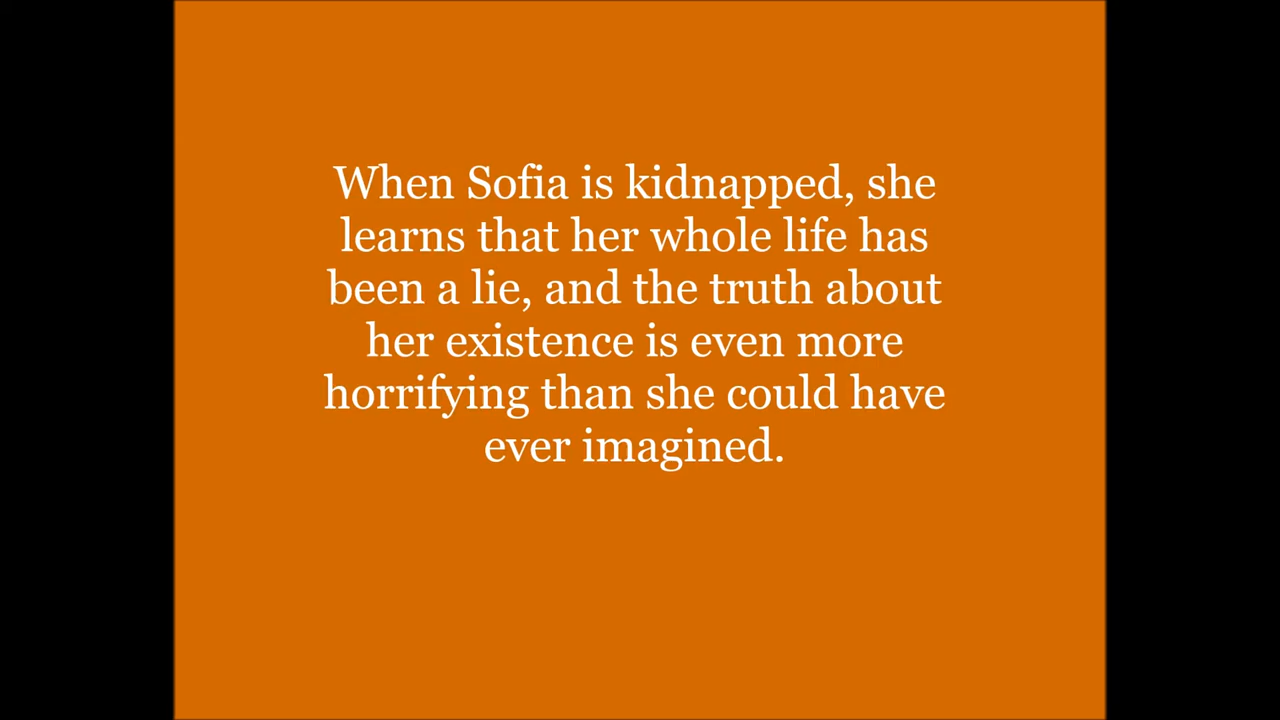 When Sofia is kidnapped, she
learns that her whole life has
been a lie, and the truth about
her existence is even more
horrifying than she could have
ever imagined.